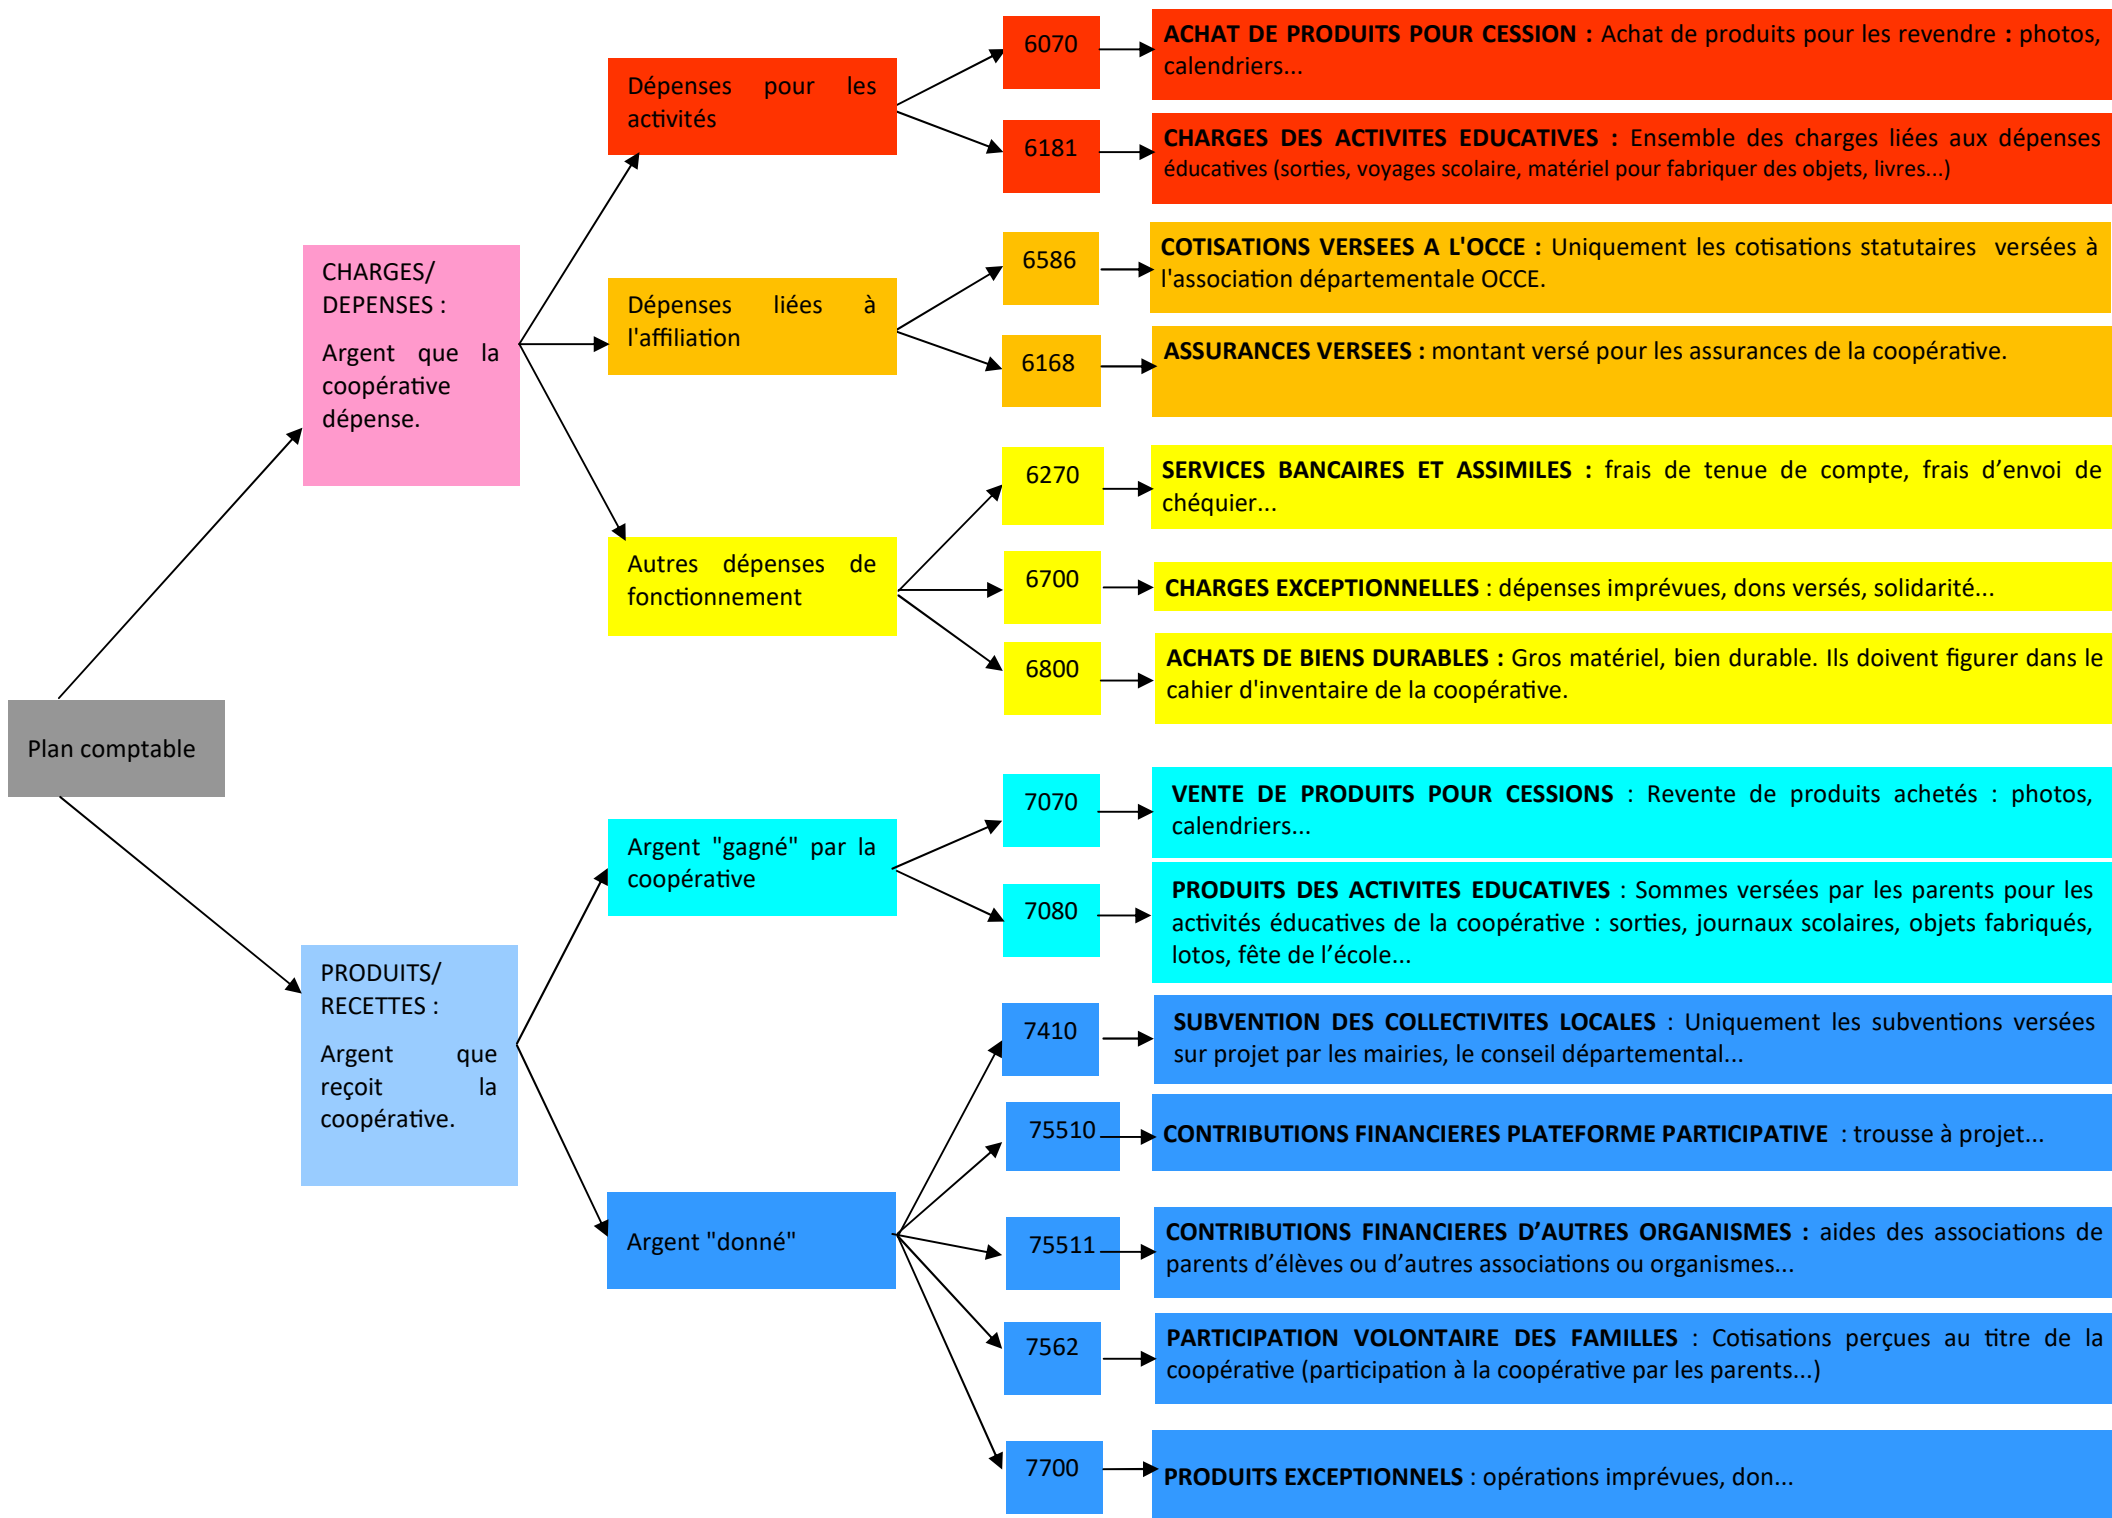 Plan comptable
CHARGES/
DEPENSES :
Argent que la
coopérative
dépense.
Dépenses pour les
activités
6070
ACHAT DE PRODUITS POUR CESSION : Achat de produits pour les revendre : photos,
calendriers...
6181
CHARGES DES ACTIVITES EDUCATIVES : Ensemble des charges liées aux dépenses
éducatives (sorties, voyages scolaire, matériel pour fabriquer des objets, livres...)
Dépenses liées à
l'affiliation
6586
COTISATIONS VERSEES A L'OCCE : Uniquement les cotisations statutaires versées à
l'association départementale OCCE.
6168
ASSURANCES VERSEES : montant versé pour les assurances de la coopérative.
Autres dépenses de
fonctionnement
6270
SERVICES BANCAIRES ET ASSIMILES : frais de tenue de compte, frais d’envoi de
chéquier...
6700
CHARGES EXCEPTIONNELLES : dépenses imprévues, dons versés, solidarité...
6800
ACHATS DE BIENS DURABLES : Gros matériel, bien durable. Ils doivent figurer dans le
cahier d'inventaire de la coopérative.
PRODUITS/
RECETTES :
Argent que
reçoit la
coopérative.
Argent "gagné" par la
coopérative
7070
VENTE DE PRODUITS POUR CESSIONS : Revente de produits achetés : photos,
calendriers...
7080
PRODUITS DES ACTIVITES EDUCATIVES : Sommes versées par les parents pour les
activités éducatives de la coopérative : sorties, journaux scolaires, objets fabriqués,
lotos, fête de l’école...
Argent "donné"
7410
SUBVENTION DES COLLECTIVITES LOCALES : Uniquement les subventions versées
sur projet par les mairies, le conseil départemental...
75510
CONTRIBUTIONS FINANCIERES PLATEFORME PARTICIPATIVE : trousse à projet...
75511
CONTRIBUTIONS FINANCIERES D’AUTRES ORGANISMES : aides des associations de
parents d’élèves ou d’autres associations ou organismes...
7562
PARTICIPATION VOLONTAIRE DES FAMILLES : Cotisations perçues au titre de la
coopérative (participation à la coopérative par les parents...)
7700
PRODUITS EXCEPTIONNELS : opérations imprévues, don...